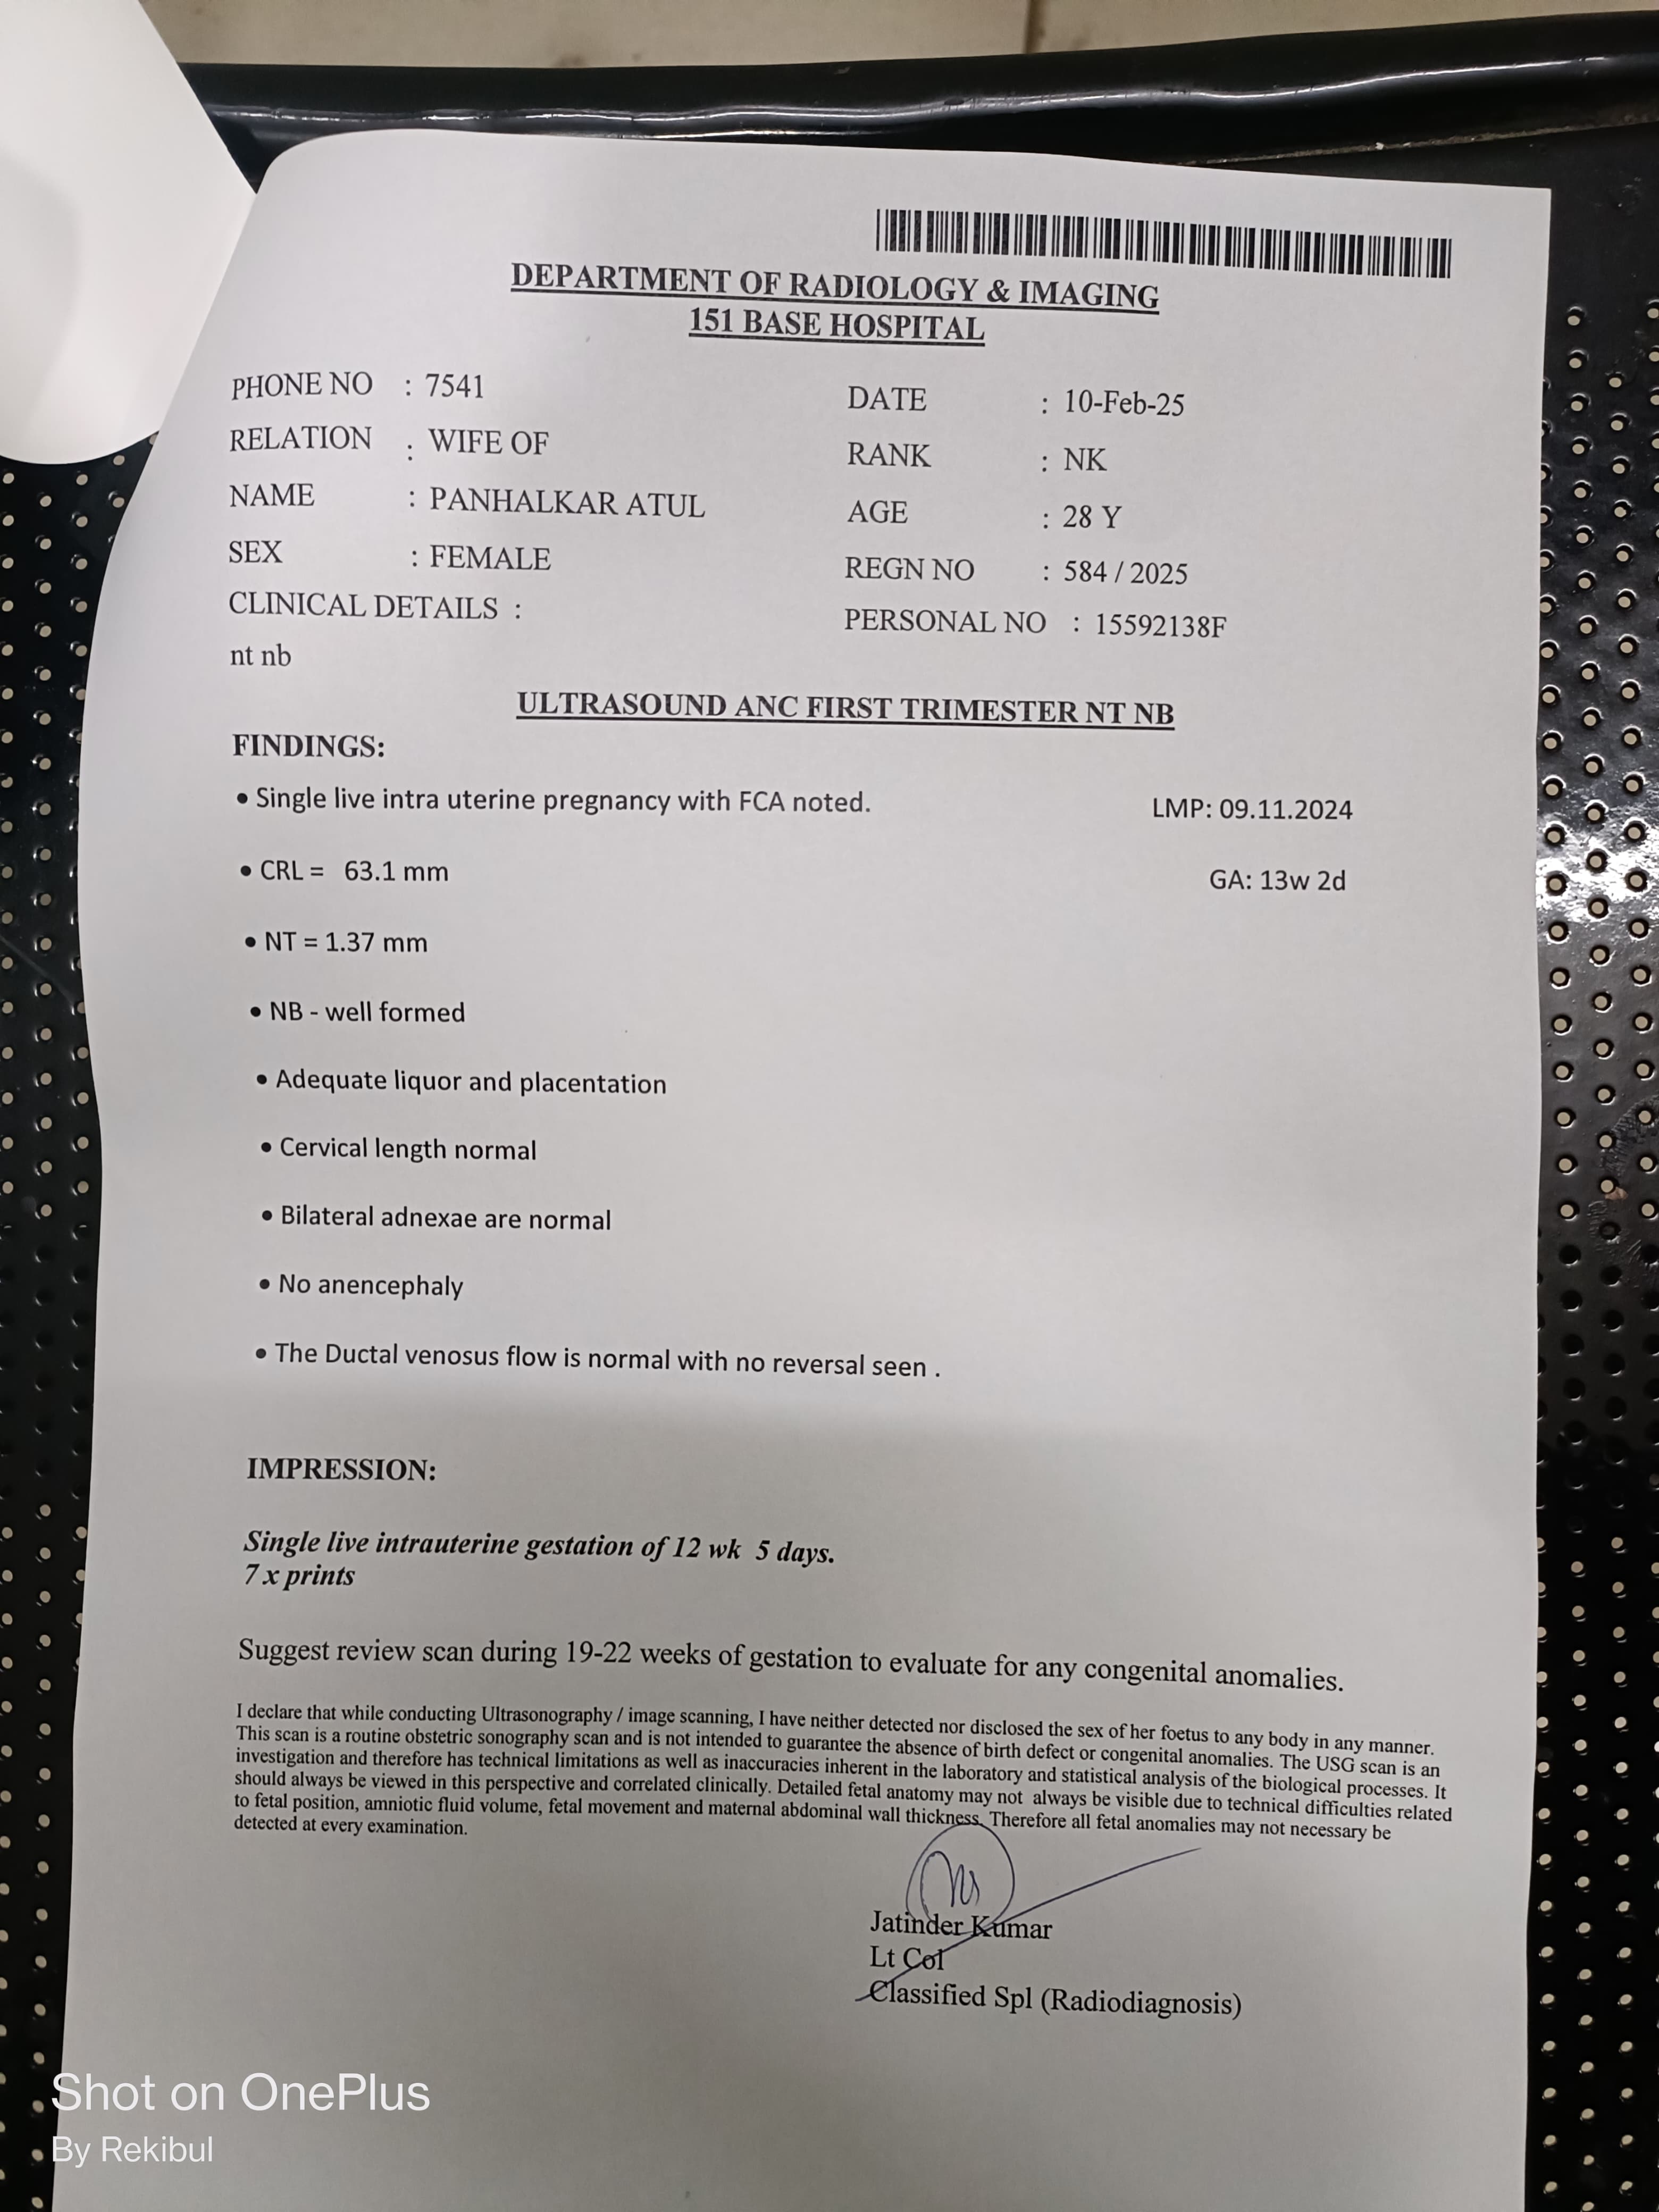 DEPARTMENT OF RADIOLOGY & IMAGING
151 BASE HOSPITAL
PHONE NO : 7541
DATE : 10-Feb-25
RELATION : WIFE OF
RANK : NK
NAME : PANHALKAR ATUL
AGE : 28 Y
SEX : FEMALE
REGN NO : 584 / 2025
CLINICAL DETAILS :
PERSONAL NO : 15592138F
nt nb
ULTRASOUND ANC FIRST TRIMESTER NT NB
FINDINGS:
• Single live intra uterine pregnancy with FCA noted.
LMP: 09.11.2024
• CRL = 63.1 mm
GA: 13w 2d
• NT = 1.37 mm
• NB - well formed
• Adequate liquor and placentation
• Cervical length normal
• Bilateral adnexae are normal
• No anencephaly
• The Ductal venosus flow is normal with no reversal seen .
IMPRESSION:
Single live intrauterine gestation of 12 wk 5 days.
7 x prints
Suggest review scan during 19-22 weeks of gestation to evaluate for any congenital anomalies.
I declare that while conducting Ultrasonography / image scanning, I have neither detected nor disclosed the sex of her foetus to any body in any manner.
This scan is a routine obstetric sonography scan and is not intended to guarantee the absence of birth defect or congenital anomalies. The USG scan is an
investigation and therefore has technical limitations as well as inaccuracies inherent in the laboratory and statistical analysis of the biological processes. It
should always be viewed in this perspective and correlated clinically. Detailed fetal anatomy may not always be visible due to technical difficulties related
to fetal position, amniotic fluid volume, fetal movement and maternal abdominal wall thickness. Therefore all fetal anomalies may not necessary be
detected at every examination.
Jatinder Kumar
Lt Col
Classified Spl (Radiodiagnosis)
Shot on OnePlus
By Rekibul